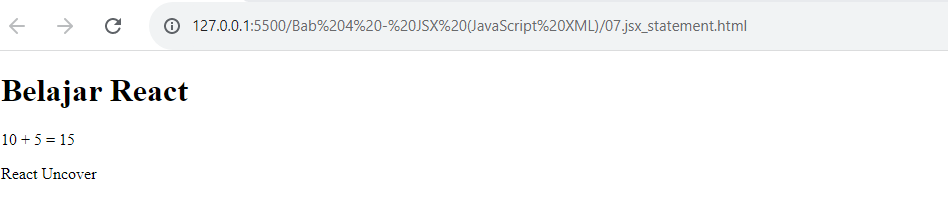 127.0.0.1:5500/Bab%204%20-%20JSX%20(JavaScript%20XML)/07.jsx_statement.html
Belajar React
10 + 5 = 15
React Uncover